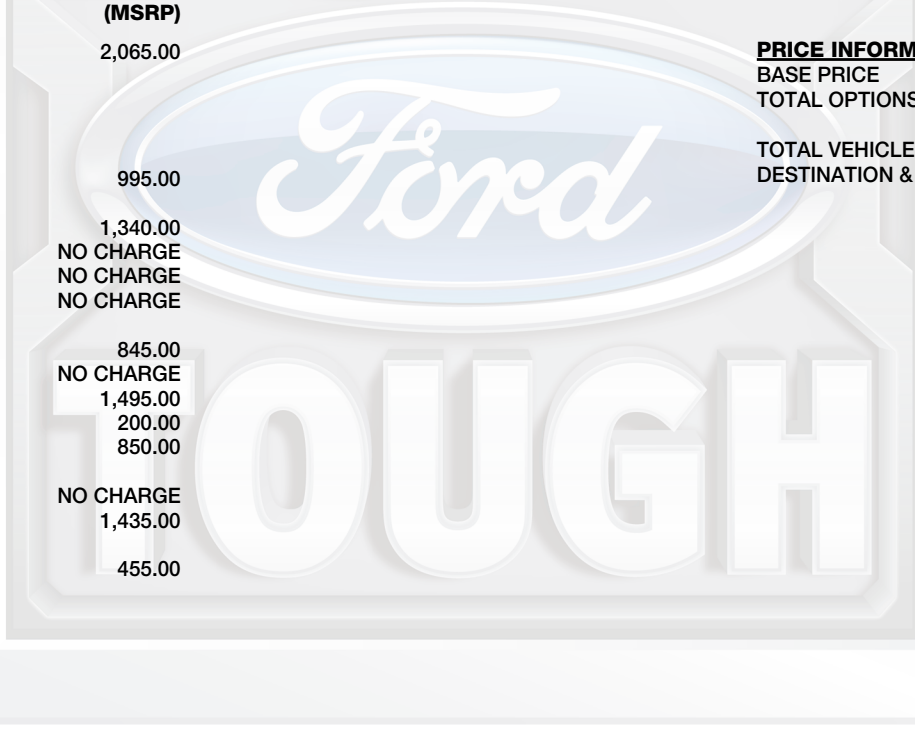 (MSRP)
2,065.00
995.00
1,340.00
NO CHARGE
NO CHARGE
NO CHARGE
845.00
NO CHARGE
1,495.00
200.00
850.00
NO CHARGE
1,435.00
455.00
PRICE INFORM
BASE PRICE
TOTAL OPTIONS
TOTAL VEHICLE
DESTINATION &
Ford
TOUGH